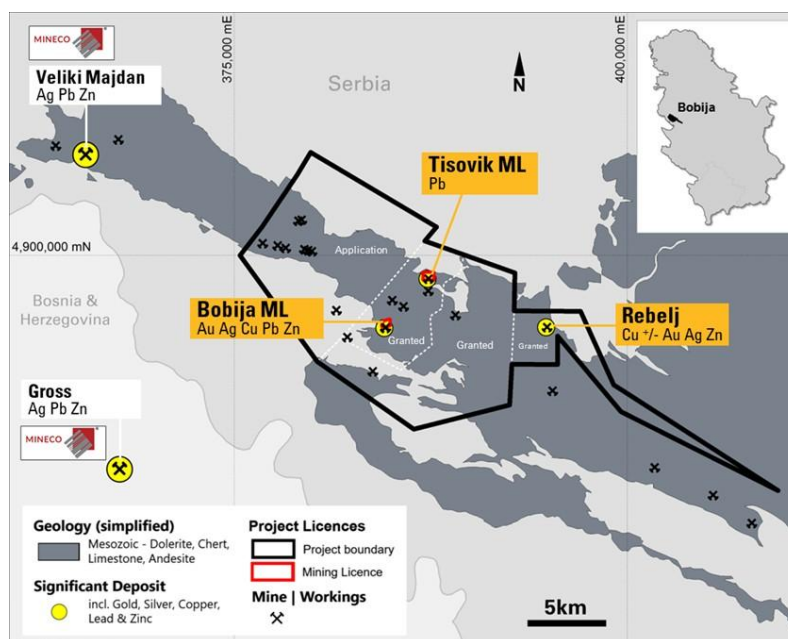 MINECO
Veliki Majdan
Ag Pb Zn
375,000 mE
400,000 mE
Serbia
N
Bobija
Tisovik ML
Pb
4,900,000 mN
Application
Bosnia &
Herzegovina
Bobija ML
Au Ag Cu Pb Zn
Granted
Granted
Granted
Rebelj
Cu +/- Au Ag Zn
Gross
Ag Pb Zn
MINECO
Geology (simplified)
Mesozoic - Dolerite, Chert,
Limestone, Andesite
Significant Deposit
incl. Gold, Silver, Copper,
Lead & Zinc
Project Licences
Project boundary
Mining Licence
Mine | Workings
5km